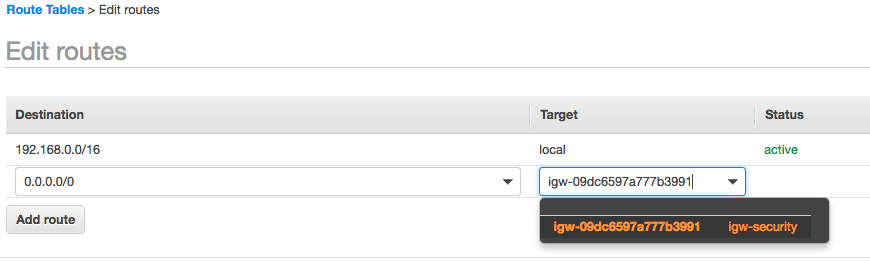 Route Tables > Edit routes
Edit routes
Destination Target Status
192.168.0.0/16 local active
0.0.0.0/0 igw-09dc6597a777b3991
Add route
igw-09dc6597a777b3991 igw-security